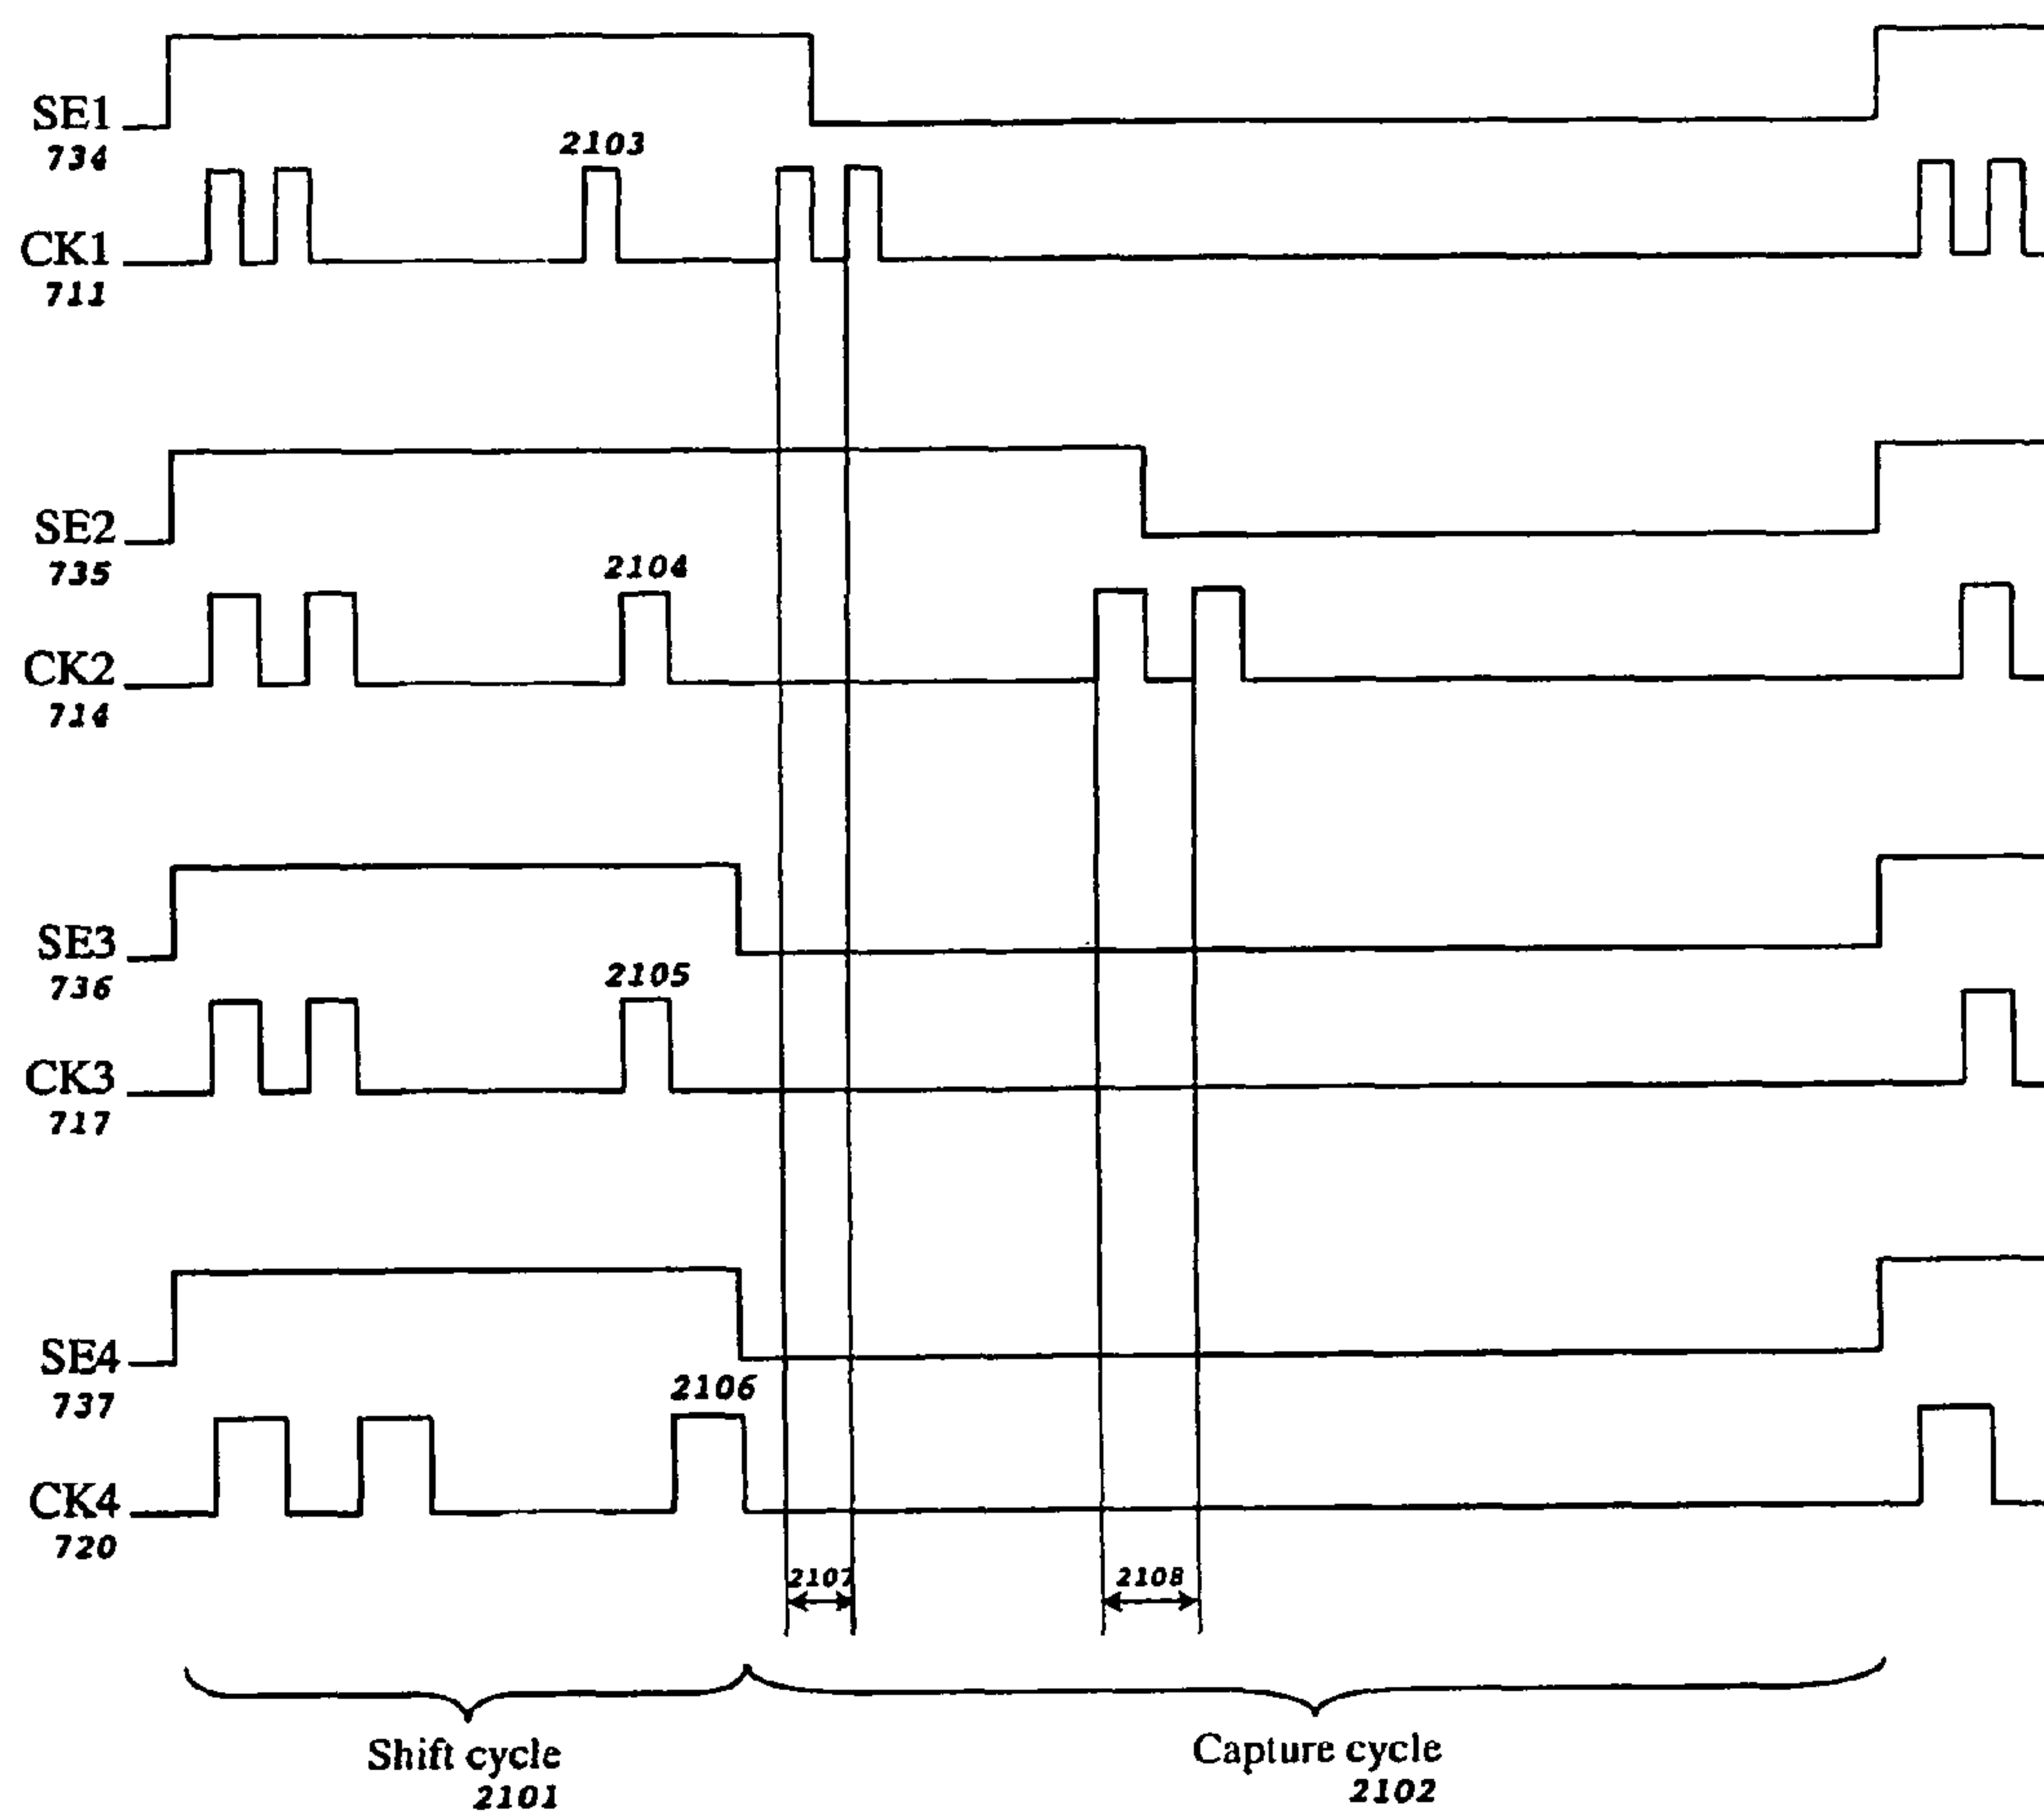 SE1
734
2103
CK1
711
SE2
735
2104
CK2
714
SE3
736
2105
CK3
717
SE4
737
2106
CK4
720
2107
2108
Shift cycle
2101
Capture cycle
2102